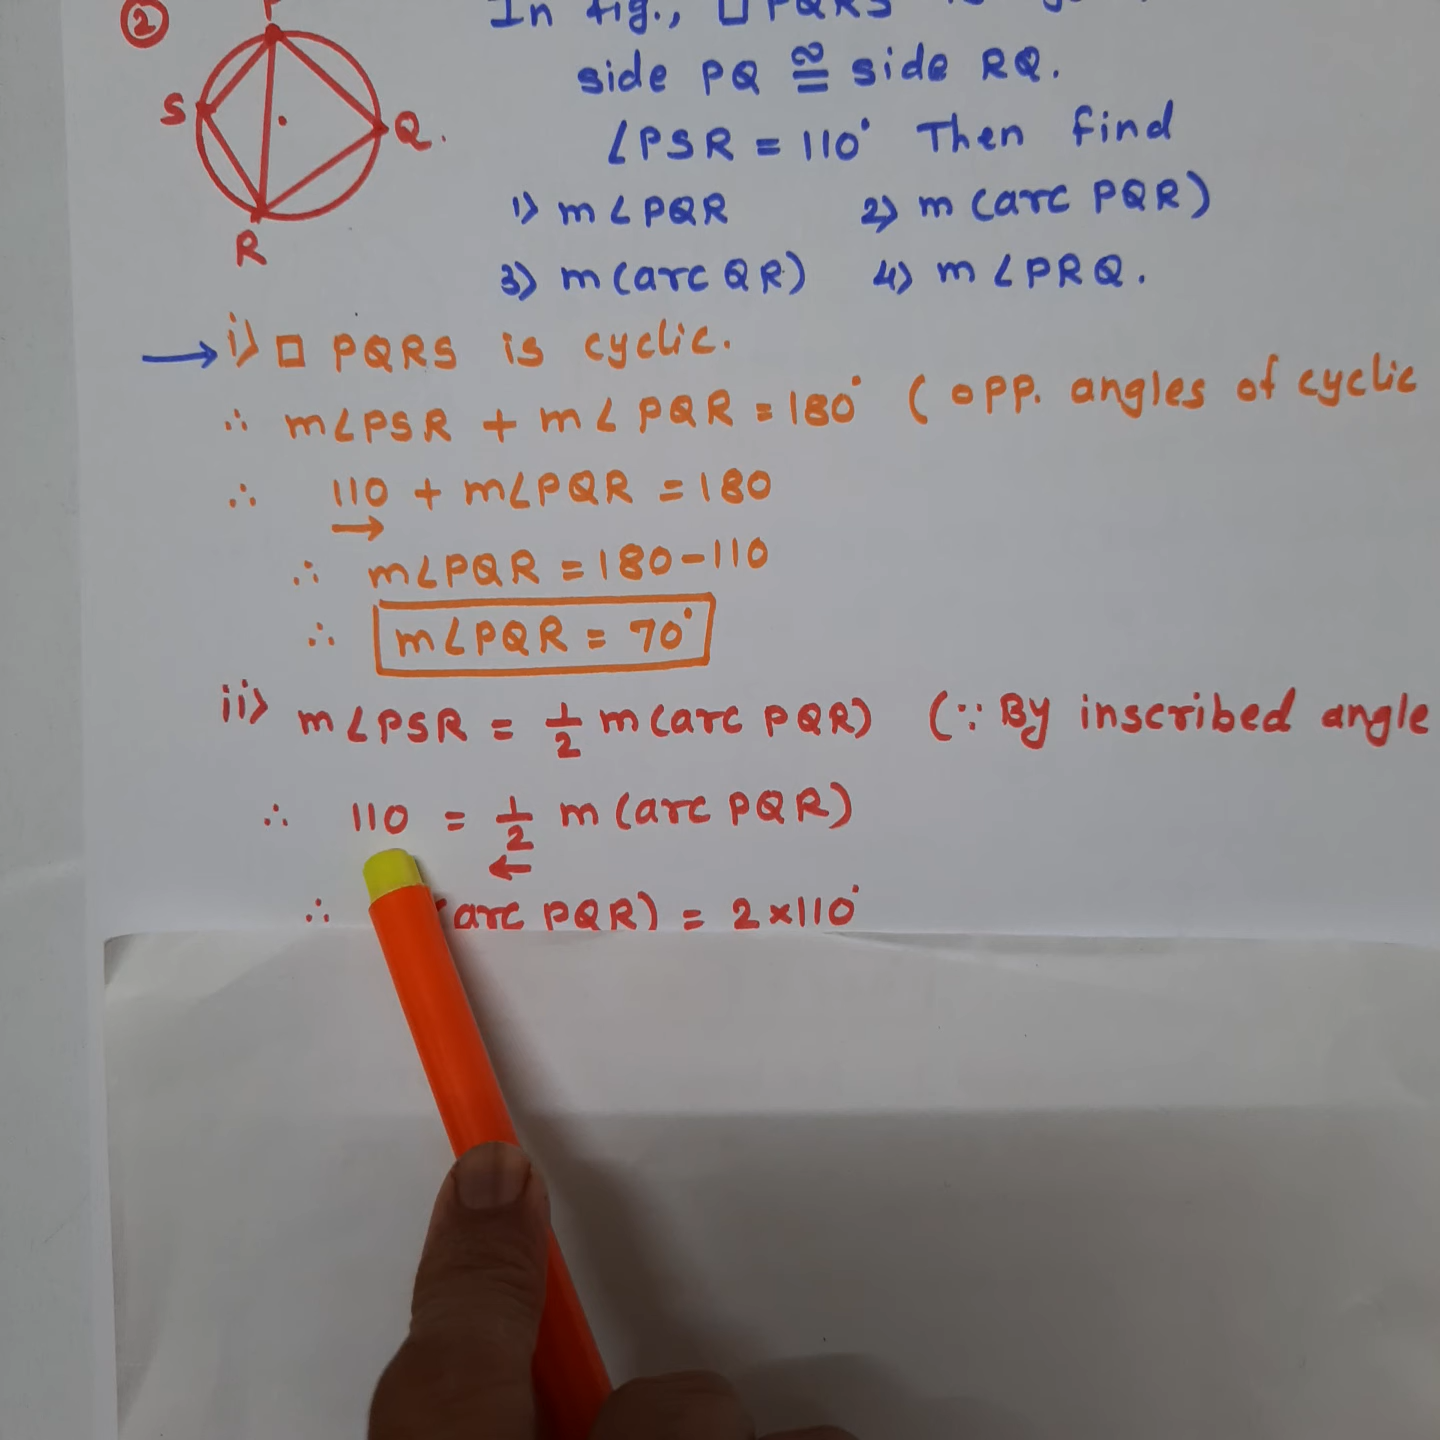 2
P
S
Q.
R
In fig., □PQRS is
side PQ ≅ side RQ.
∠PSR = 110° Then find
1) m∠PQR 2) m(arc PQR)
3) m(arc QR) 4) m∠PRQ.
→ i) □ PQRS is cyclic.
∴ m∠PSR + m∠PQR = 180° (opp. angles of cyclic
∴ 110 + m∠PQR = 180
∴ m∠PQR = 180-110
∴ m∠PQR = 70°
ii) m∠PSR = 1/2 m(arc PQR) (∵ By inscribed angle
∴ 110 = 1/2 m(arc PQR)
∴ (arc PQR) = 2×110°